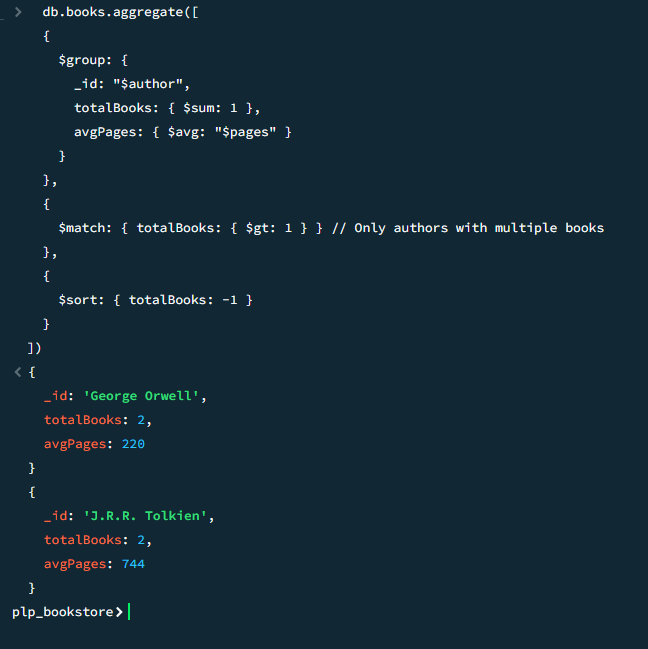 > db.books.aggregate([
{
$group: {
_id: "$author",
totalBooks: { $sum: 1 },
avgPages: { $avg: "$pages" }
}
},
{
$match: { totalBooks: { $gt: 1 } } // Only authors with multiple books
},
{
$sort: { totalBooks: -1 }
}
])
< {
_id: 'George Orwell',
totalBooks: 2,
avgPages: 220
}
{
_id: 'J.R.R. Tolkien',
totalBooks: 2,
avgPages: 744
}
plp_bookstore>